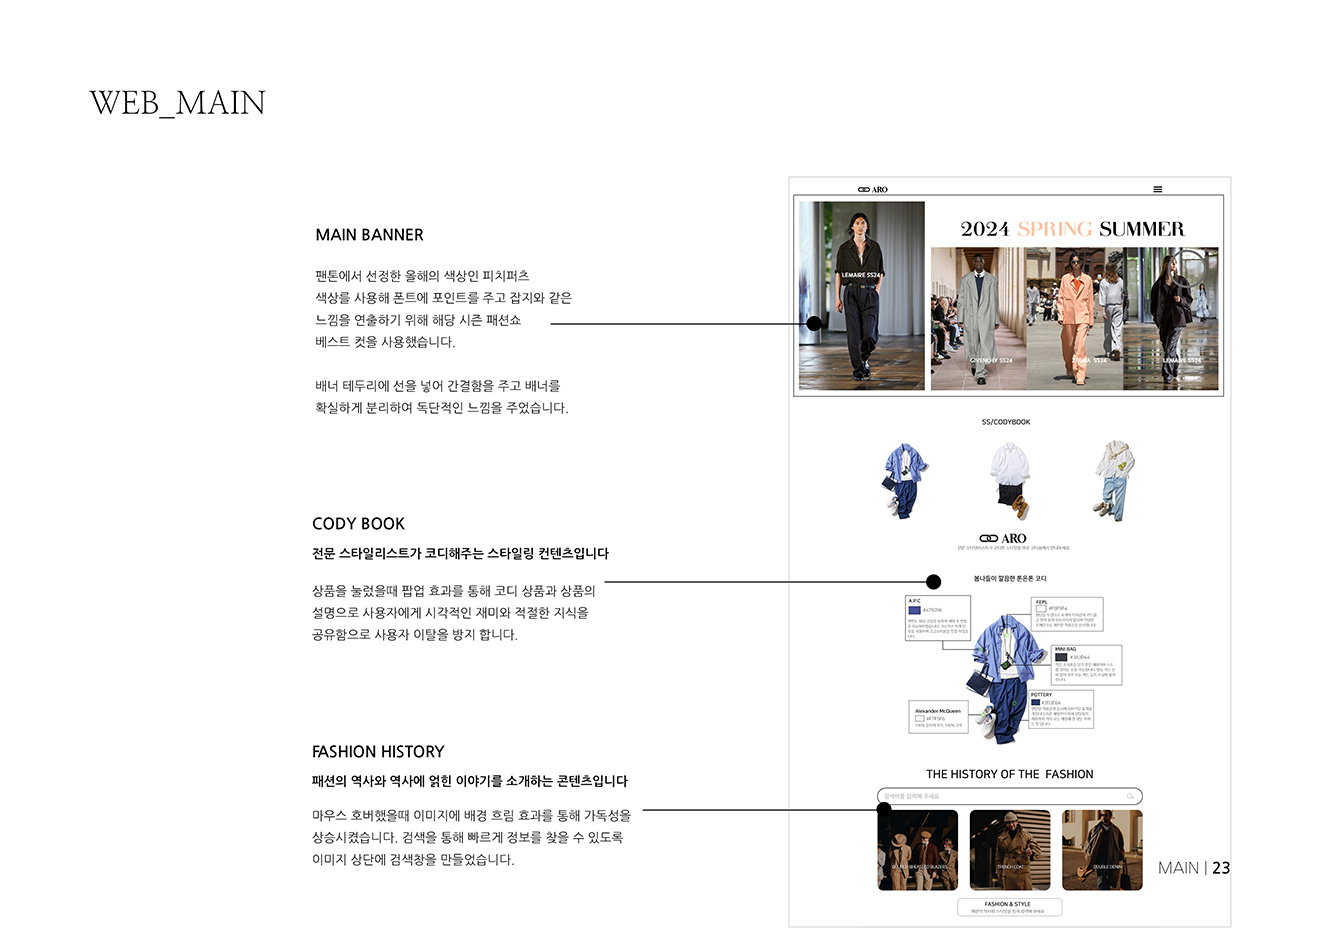 WEB_MAIN
MAIN BANNER
팬톤에서 선정한 올해의 색상인 피치퍼츠
색상를 사용해 폰트에 포인트를 주고 잡지와 같은
느낌을 연출하기 위해 해당 시즌 패션쇼
베스트 컷을 사용했습니다.
배너 테두리에 선을 넣어 간결함을 주고 배너를
확실하게 분리하여 독단적인 느낌을 주었습니다.
CODY BOOK
전문 스타일리스트가 코디해주는 스타일링 컨텐츠입니다
상품을 눌렀을때 팝업 효과를 통해 코디 상품과 상품의
설명으로 사용자에게 시각적인 재미와 적절한 지식을
공유함으로 사용자 이탈을 방지 합니다.
FASHION HISTORY
패션의 역사와 역사에 얽힌 이야기를 소개하는 콘텐츠입니다
마우스 호버했을때 이미지에 배경 흐림 효과를 통해 가독성을
상승시켰습니다. 검색을 통해 빠르게 정보를 찾을 수 있도록
이미지 상단에 검색창을 만들었습니다.
ARO
2024 SPRING SUMMER
LEMAIRE SS24
GIVENCHY SS24
SS24
LEMAIRE SS24
SS/CODYBOOK
ARO
봄나들이 깔끔한 톤온톤 코디
A.P.C
#475096
FEPL
#F8F9F4
MINI BAG
#3A3D44
POTTERY
#2D3E6A
Alexander McQueen
#F7F5F6
THE HISTORY OF THE FASHION
검색어를 입력해 주세요
DOUBLE-BREASTED BLAZERS
TRENCH COAT
DOUBLE DENIM
FASHION & STYLE
MAIN | 23